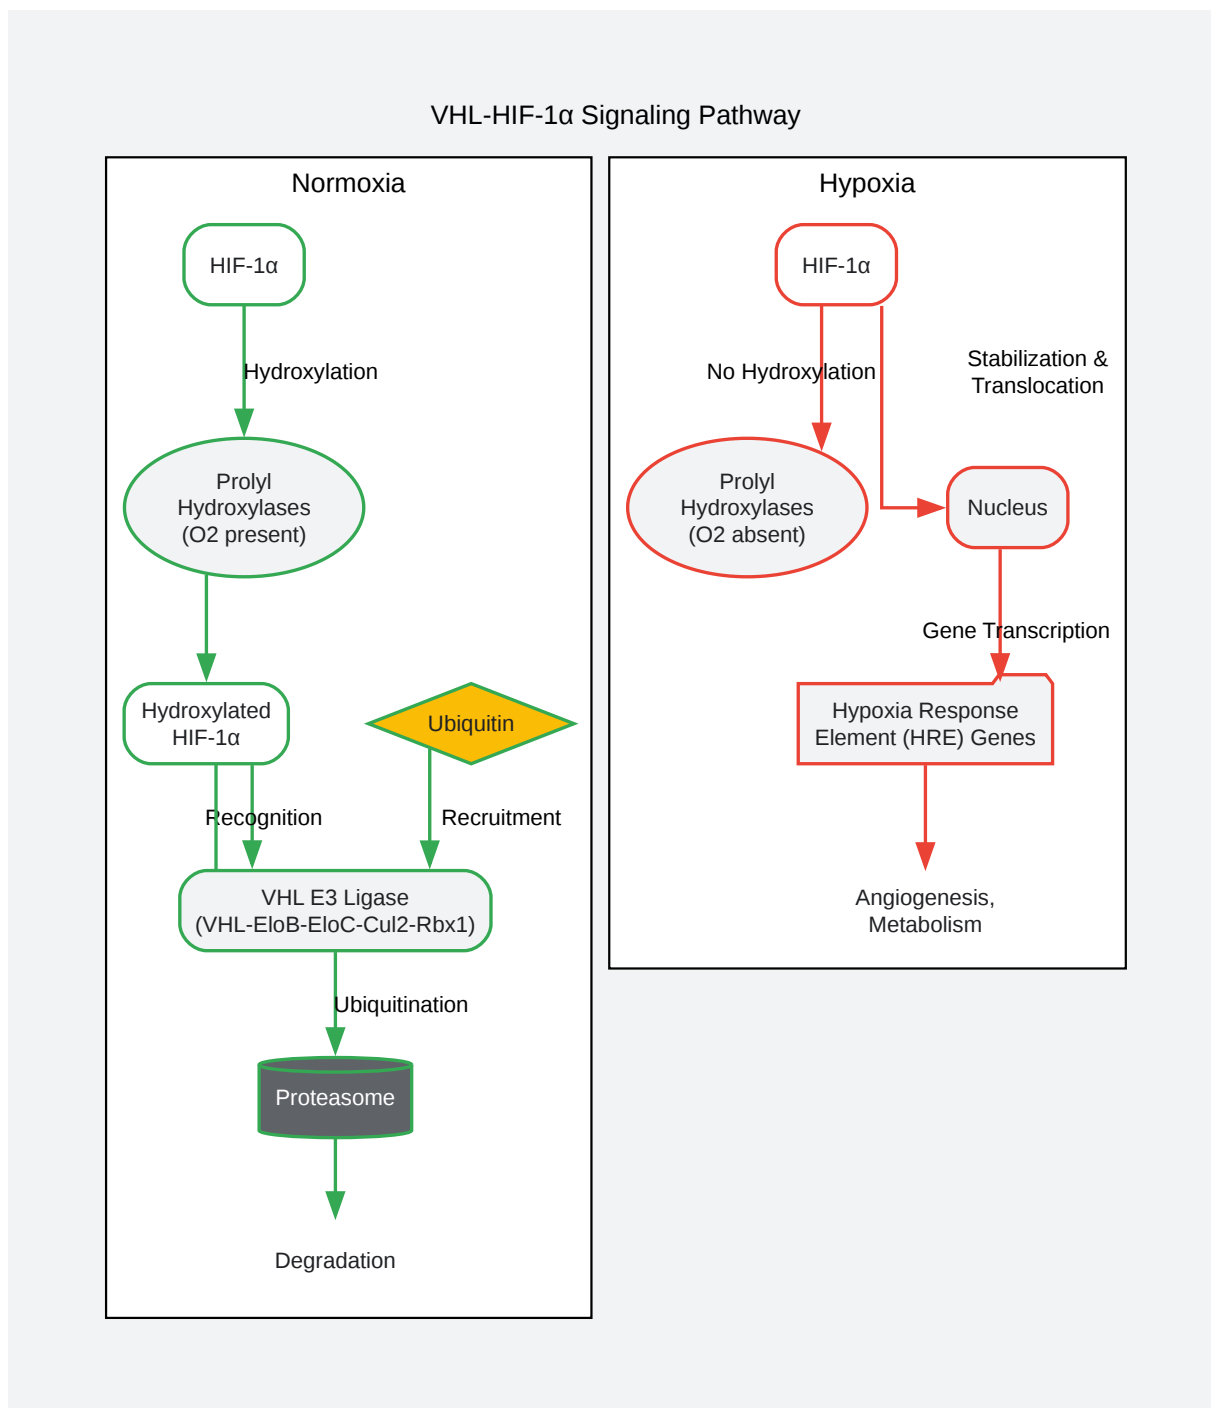 VHL-HIF-1α Signaling Pathway
Normoxia
HIF-1α
Hydroxylation
Prolyl
Hydroxylases
(O2 present)
Hydroxylated
HIF-1α
Ubiquitin
Recognition
Recruitment
VHL E3 Ligase
(VHL-EloB-EloC-Cul2-Rbx1)
Ubiquitination
Proteasome
Degradation
Hypoxia
HIF-1α
No Hydroxylation
Stabilization &
Translocation
Prolyl
Hydroxylases
(O2 absent)
Nucleus
Gene Transcription
Hypoxia Response
Element (HRE) Genes
Angiogenesis,
Metabolism